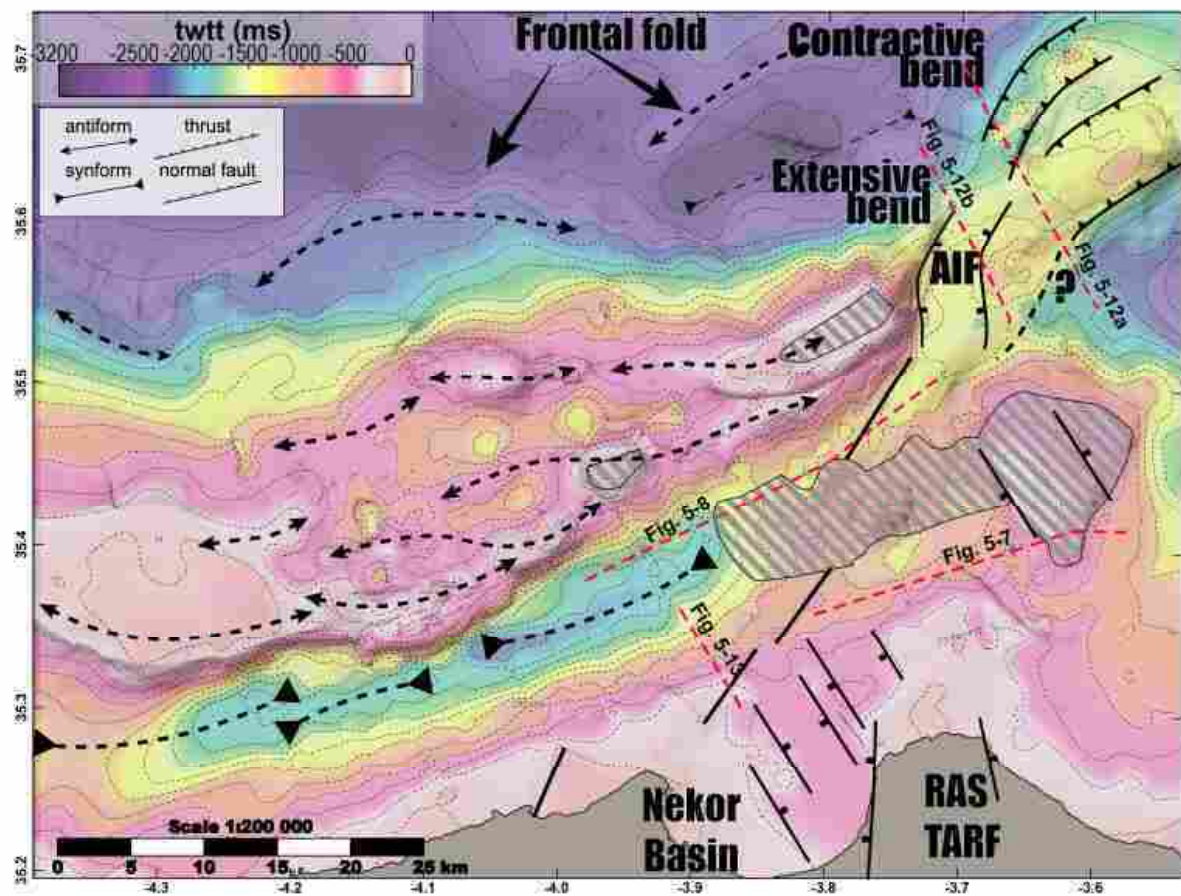 twtt (ms)
3200 -2500 -2000 -1500 -1000 -500 0
antiform
thrust
synform
normal fault
Frontal fold
Contractive
bend
Extensive
bend
Fig. 5-12b
Fig. 5-12a
AIF
?
Fig. 5-8
Fig. 5-7
Fig. 5-13
Nekor
Basin
RAS
TARF
Scale 1:200 000
0 5 10 15 20 25 km
35.7
35.6
35.5
35.4
35.3
35.2
-4.3 -4.2 -4.1 -4.0 -3.9 -3.8 -3.7 -3.6